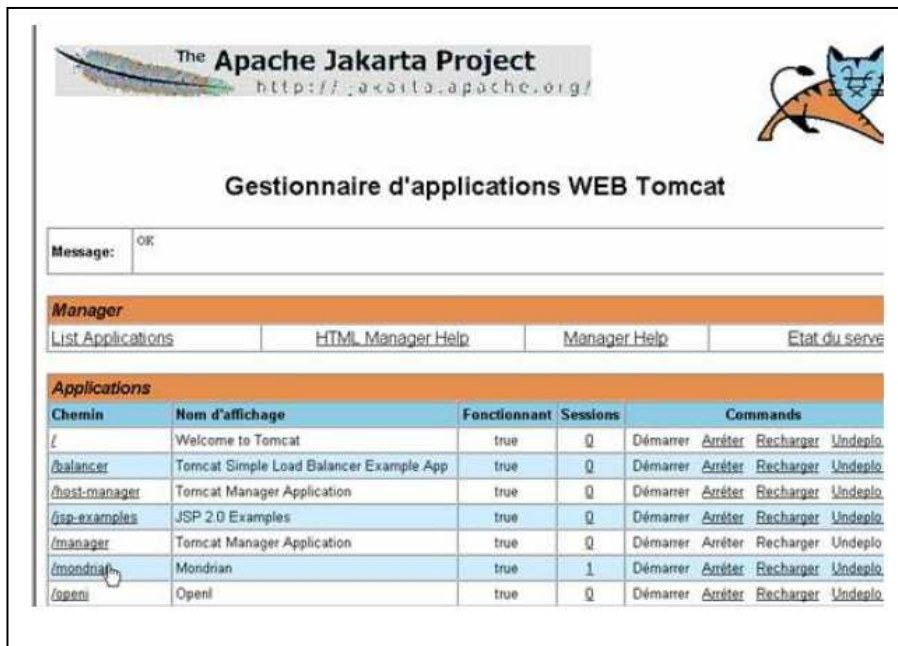 The Apache Jakarta Project
http://jakarta.apache.org/
Gestionnaire d'applications WEB Tomcat
Message: OK
Manager
List Applications HTML Manager Help Manager Help Etat du serve
Applications
Chemin Nom d'affichage Fonctionnant Sessions Commands
/ Welcome to Tomcat true 0 Démarrer Arrêter Recharger Undeplo
/balancer Tomcat Simple Load Balancer Example App true 0 Démarrer Arrêter Recharger Undeplo
/host-manager Tomcat Manager Application true 0 Démarrer Arrêter Recharger Undeplo
/jsp-examples JSP 2.0 Examples true 0 Démarrer Arrêter Recharger Undeplo
/manager Tomcat Manager Application true 0 Démarrer Arrêter Recharger Undeplo
/mondrian Mondrian true 1 Démarrer Arrêter Recharger Undeplo
/openi OpenI true 0 Démarrer Arrêter Recharger Undeplo